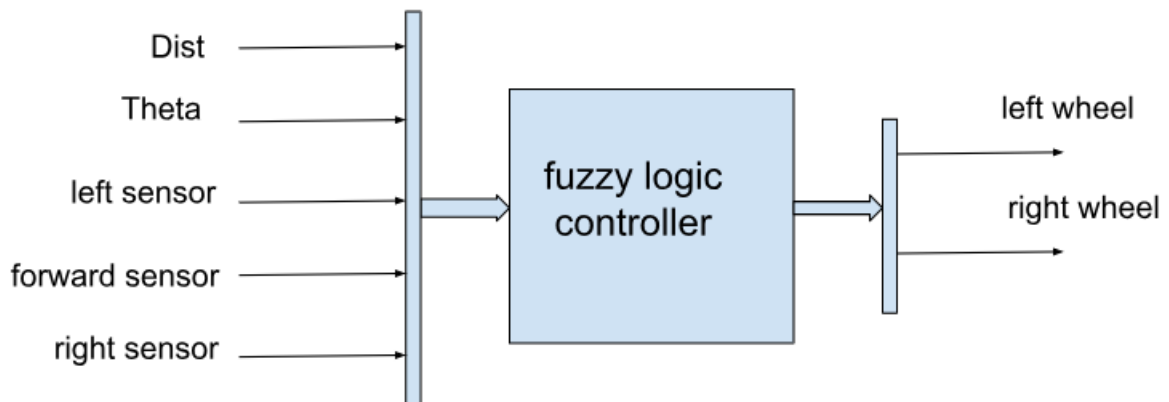 Dist
Theta
left sensor
forward sensor
right sensor
fuzzy logic
controller
left wheel
right wheel